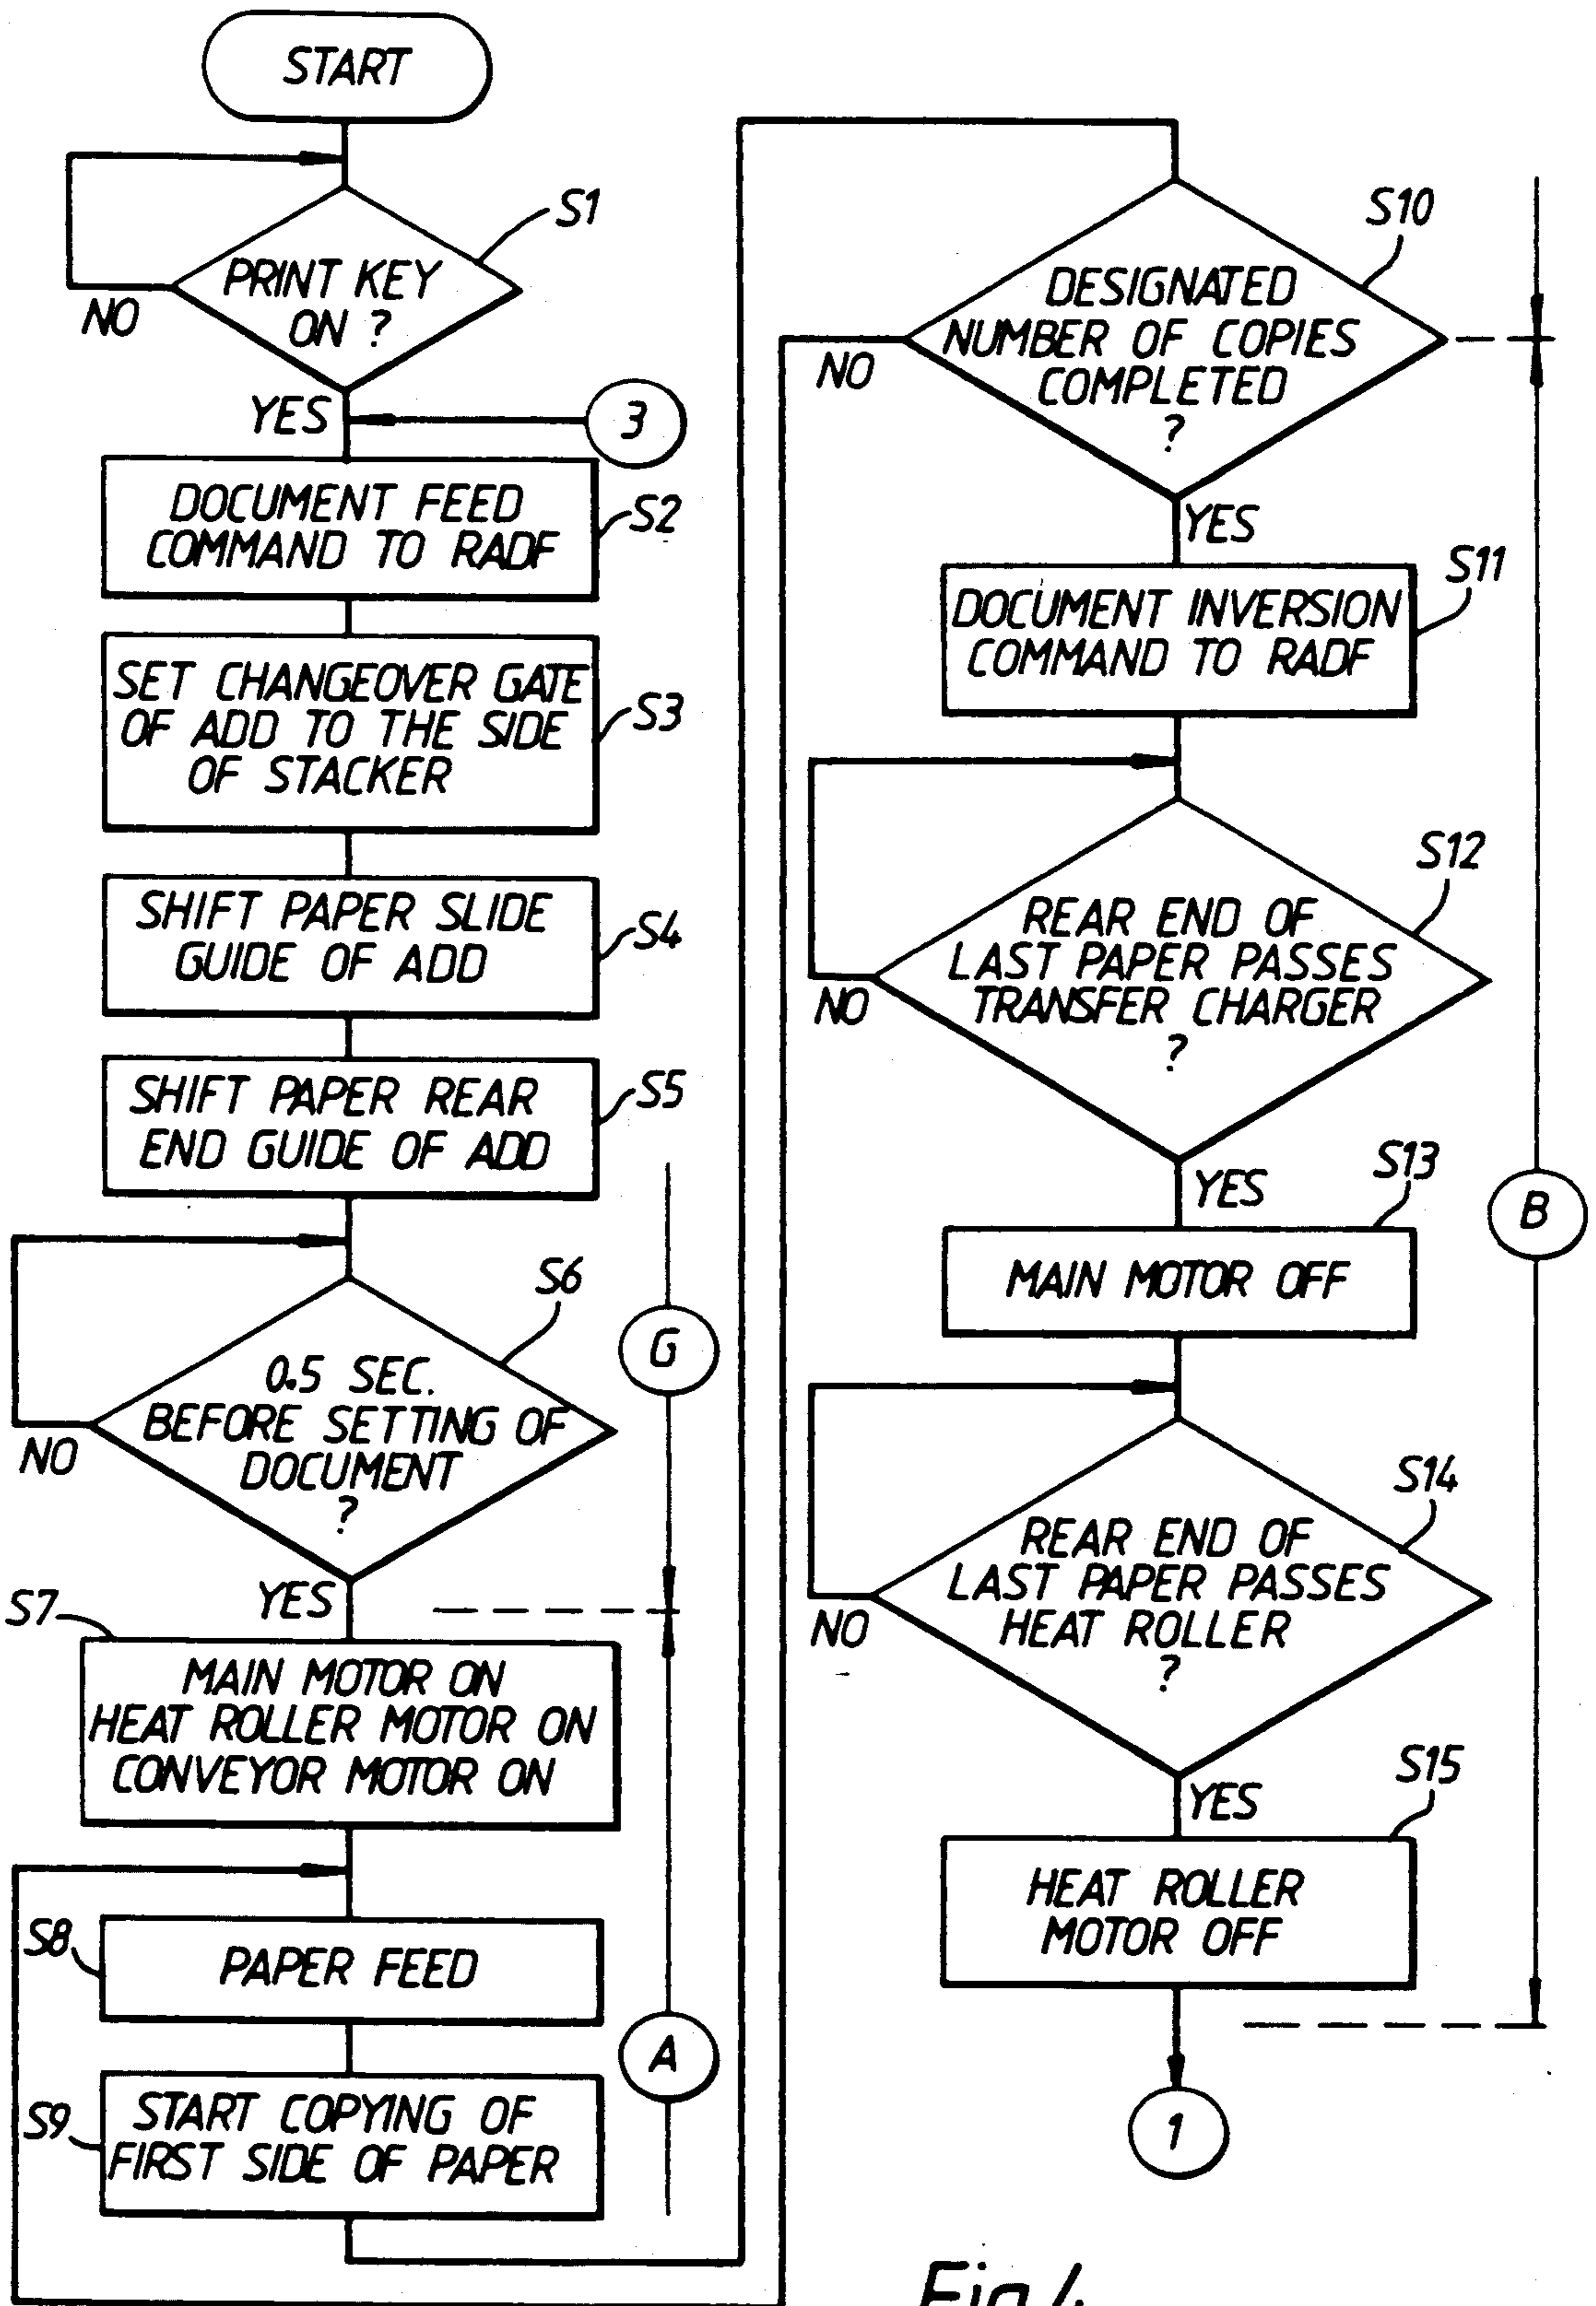 START
S1
PRINT KEY
ON ?
NO
YES
3
DOCUMENT FEED
COMMAND TO RADF
S2
SET CHANGEOVER GATE
OF ADD TO THE SIDE
OF STACKER
S3
SHIFT PAPER SLIDE
GUIDE OF ADD
S4
SHIFT PAPER REAR
END GUIDE OF ADD
S5
S6
0.5 SEC.
BEFORE SETTING OF
DOCUMENT
?
NO
YES
G
S7
MAIN MOTOR ON
HEAT ROLLER MOTOR ON
CONVEYOR MOTOR ON
S8
PAPER FEED
A
S9
START COPYING OF
FIRST SIDE OF PAPER
S10
DESIGNATED
NUMBER OF COPIES
COMPLETED
?
NO
YES
S11
DOCUMENT INVERSION
COMMAND TO RADF
S12
REAR END OF
LAST PAPER PASSES
TRANSFER CHARGER
?
NO
YES
S13
B
MAIN MOTOR OFF
S14
REAR END OF
LAST PAPER PASSES
HEAT ROLLER
?
NO
YES
S15
HEAT ROLLER
MOTOR OFF
1
Fig.4.